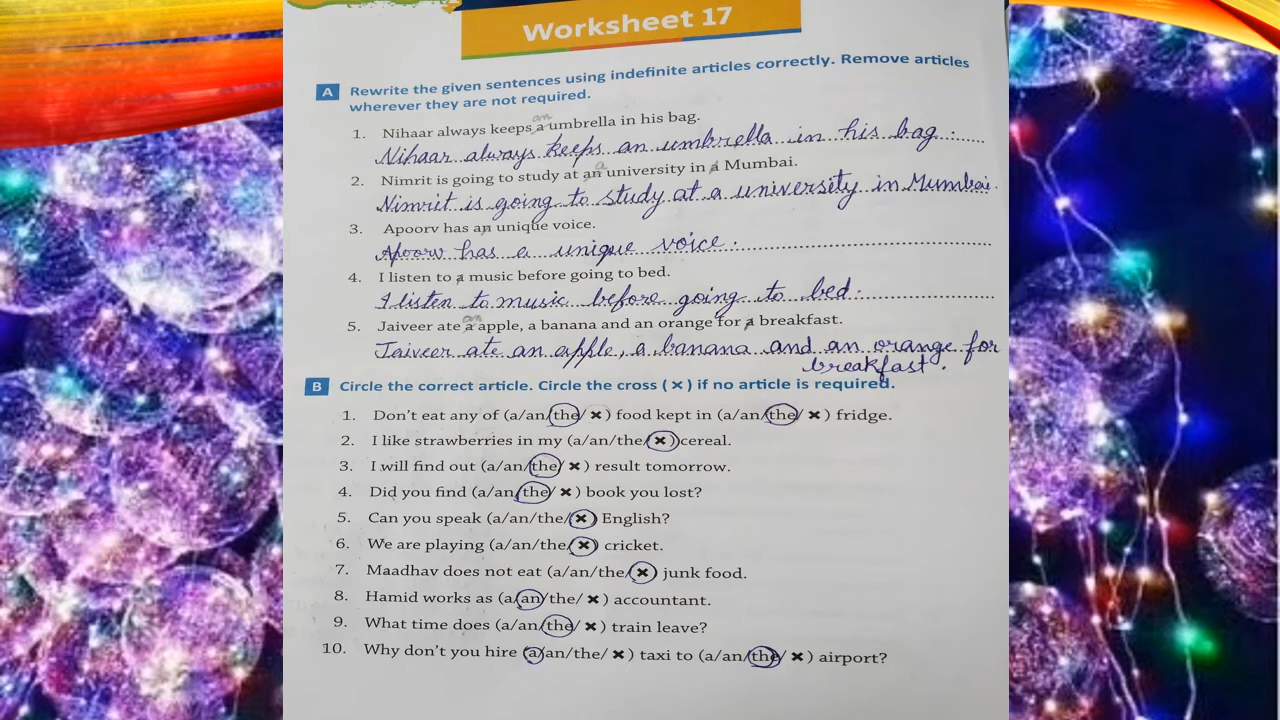 Worksheet 17
A Rewrite the given sentences using indefinite articles correctly. Remove articles
wherever they are not required.
an
1. Nihaar always keeps a umbrella in his bag.
Nihaar always keeps an umbrella in his bag.
a
2. Nimrit is going to study at an university in a Mumbai.
Nimrit is going to study at a university in Mumbai.
3. Apoorv has an unique voice.
Apoorv has a unique voice.
4. I listen to a music before going to bed.
I listen to music before going to bed.
an
5. Jaiveer ate a apple, a banana and an orange for a breakfast.
Jaiveer ate an apple, a banana and an orange for
breakfast.
B Circle the correct article. Circle the cross (×) if no article is required.
1. Don't eat any of (a/an/the/ ×) food kept in (a/an/the/ ×) fridge.
2. I like strawberries in my (a/an/the/ ×) cereal.
3. I will find out (a/an/the/ ×) result tomorrow.
4. Did you find (a/an/the/ ×) book you lost?
5. Can you speak (a/an/the/ ×) English?
6. We are playing (a/an/the/ ×) cricket.
7. Maadhav does not eat (a/an/the/ ×) junk food.
8. Hamid works as (a/an/the/ ×) accountant.
9. What time does (a/an/the/ ×) train leave?
10. Why don't you hire (a/an/the/ ×) taxi to (a/an/the/ ×) airport?